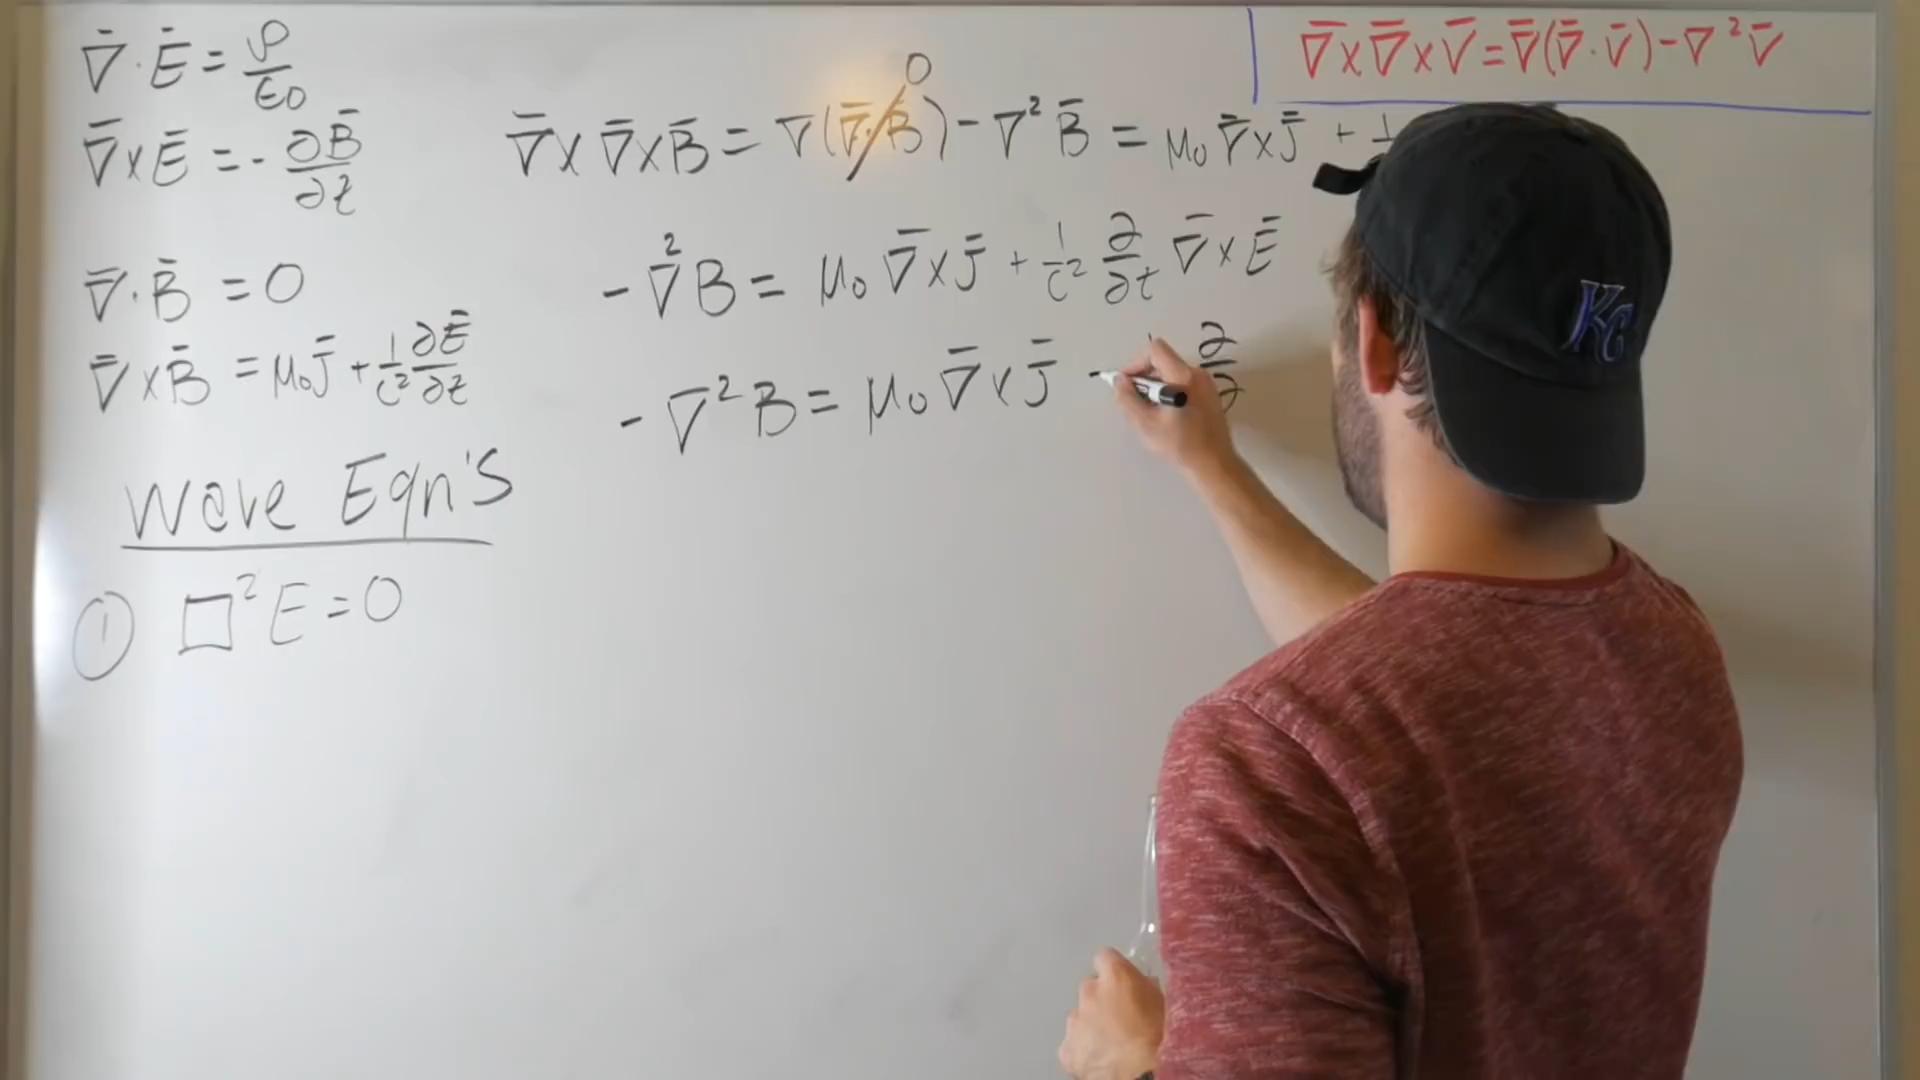 ∇̄·Ē = ρ/ε0
∇̄×Ē = -∂B̄/∂t
∇̄·B̄ = 0
∇̄×B̄ = μ0J̄ + 1/c² ∂Ē/∂t
Wave Eqn's
① □²E = 0
∇̄×∇̄×V̄ = ∇̄(∇̄·V̄) - ∇²V̄
∇̄×∇̄×B̄ = ∇(∇̄·B̄) 0 - ∇²B̄ = μ0∇̄×J̄ + 1
-∇̄²B = μ0∇̄×J̄ + 1/c² ∂/∂t ∇̄×Ē
-∇²B = μ0∇̄×J̄ - ∂/∂
KC